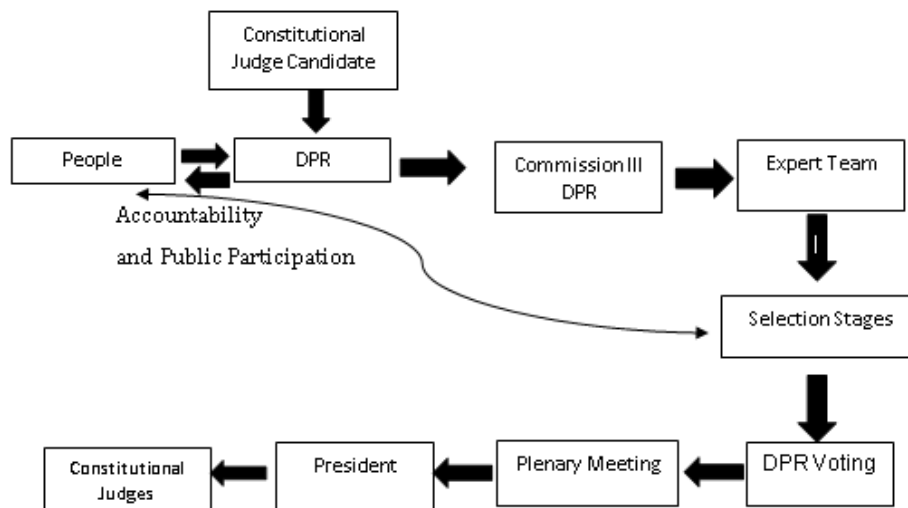 Constitutional
Judge Candidate
People
DPR
Commission III
DPR
Expert Team
Accountability
and Public Participation
Selection Stages
Constitutional
Judges
President
Plenary Meeting
DPR Voting